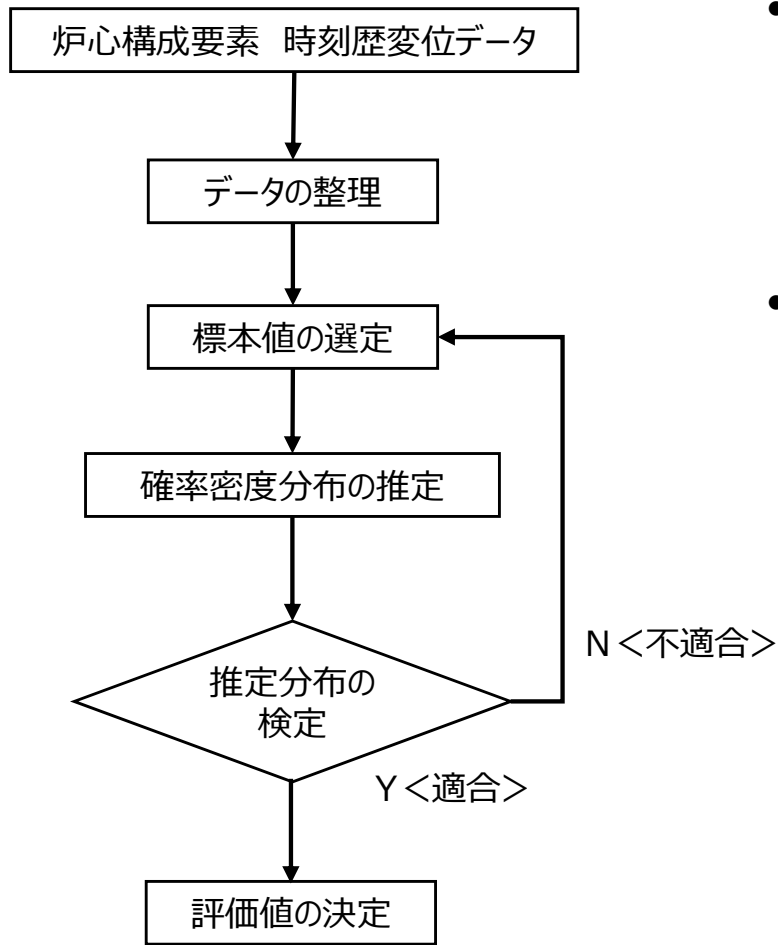 炉心構成要素 時刻歴変位データ
データの整理
標本値の選定
確率密度分布の推定
推定分布の
検定
N＜不適合＞
Y＜適合＞
評価値の決定